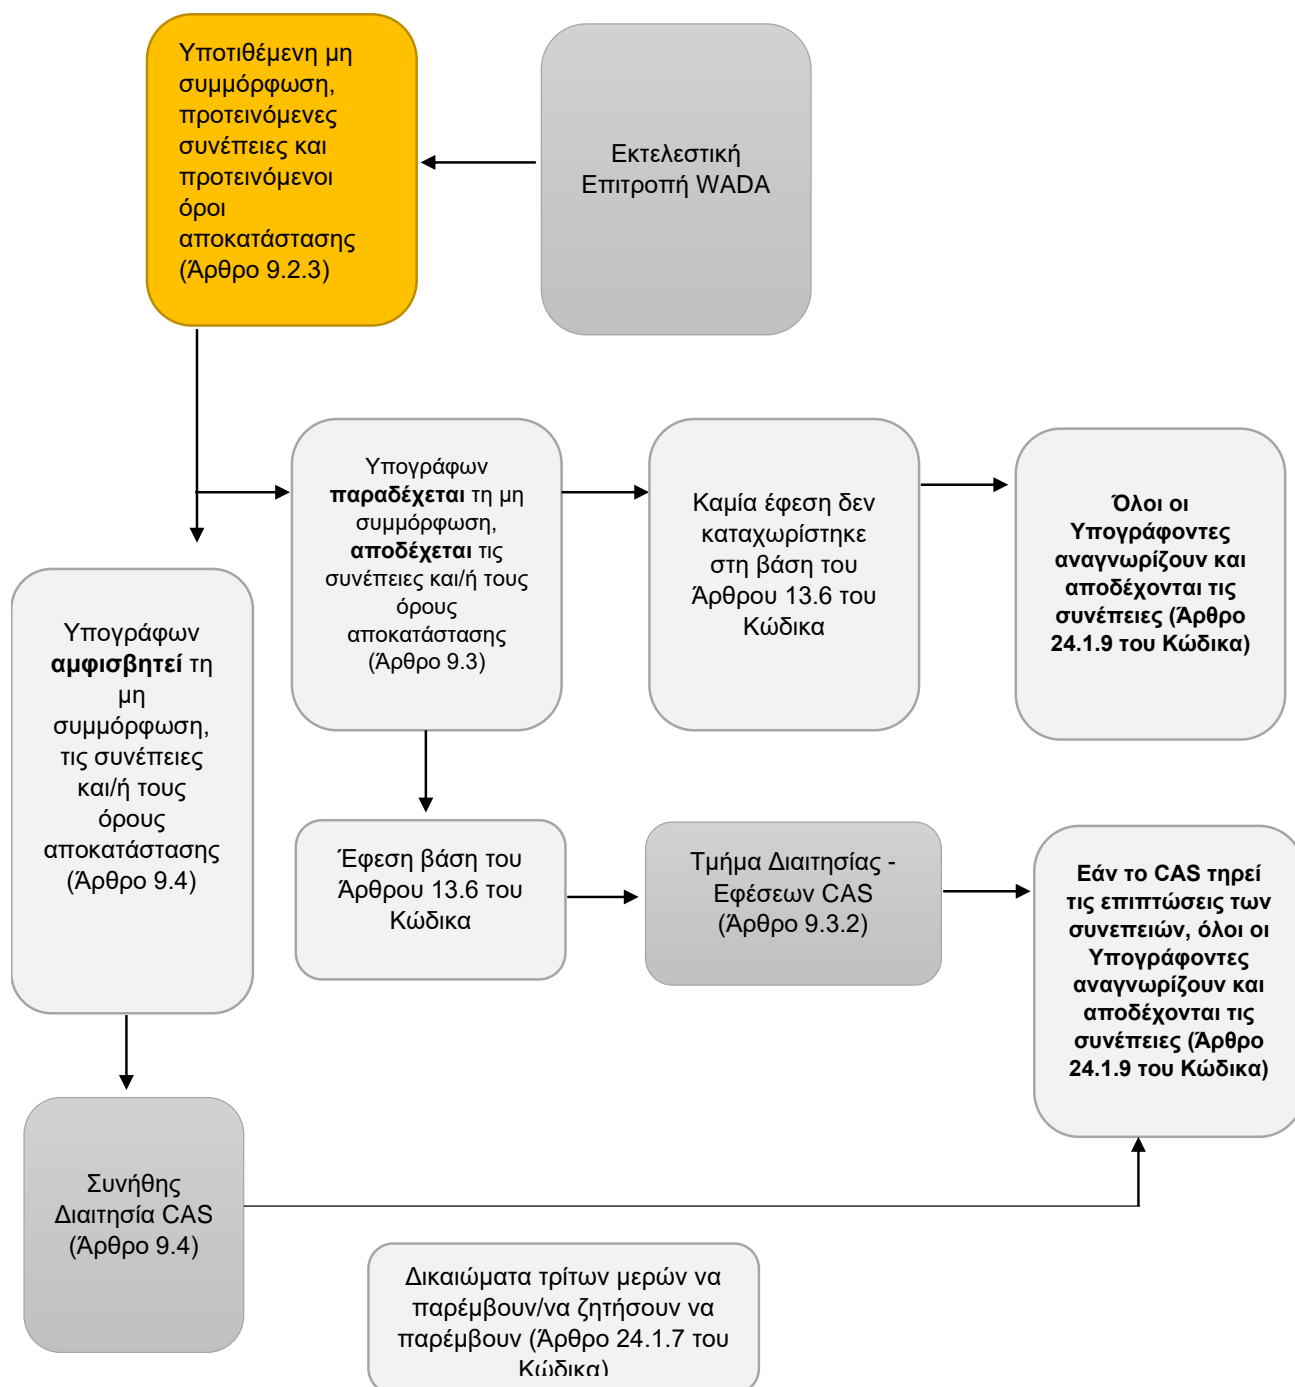 Υποτιθέμενη μη
συμμόρφωση,
προτεινόμενες
συνέπειες και
προτεινόμενοι
όροι
αποκατάστασης
(Άρθρο 9.2.3)
Εκτελεστική
Επιτροπή WADA
Υπογράφων
παραδέχεται τη μη
συμμόρφωση,
αποδέχεται τις
συνέπειες και/ή τους
όρους
αποκατάστασης
(Άρθρο 9.3)
Καμία έφεση δεν
καταχωρίστηκε
στη βάση του
Άρθρου 13.6 του
Κώδικα
Όλοι οι
Υπογράφοντες
αναγνωρίζουν και
αποδέχονται τις
συνέπειες (Άρθρο
24.1.9 του Κώδικα)
Υπογράφων
αμφισβητεί τη
μη
συμμόρφωση,
τις συνέπειες
και/ή τους
όρους
αποκατάστασης
(Άρθρο 9.4)
Έφεση βάση του
Άρθρου 13.6 του
Κώδικα
Τμήμα Διαιτησίας -
Εφέσεων CAS
(Άρθρο 9.3.2)
Εάν το CAS τηρεί
τις επιπτώσεις των
συνεπειών, όλοι οι
Υπογράφοντες
αναγνωρίζουν και
αποδέχονται τις
συνέπειες (Άρθρο
24.1.9 του Κώδικα)
Συνήθης
Διαιτησία CAS
(Άρθρο 9.4)
Δικαιώματα τρίτων μερών να
παρέμβουν/να ζητήσουν να
παρέμβουν (Άρθρο 24.1.7 του
Κώδικα)